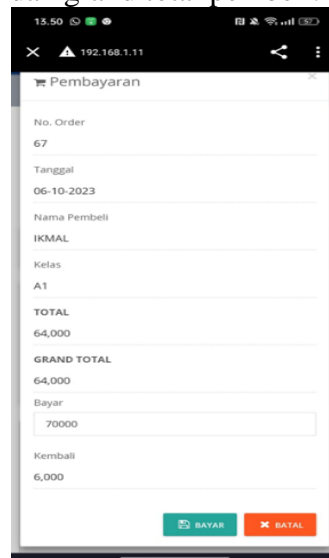 13.50
57
192.168.1.11
Pembayaran
No. Order
67
Tanggal
06-10-2023
Nama Pembeli
IKMAL
Kelas
A1
TOTAL
64,000
GRAND TOTAL
64,000
Bayar
70000
Kembali
6,000
BAYAR
BATAL